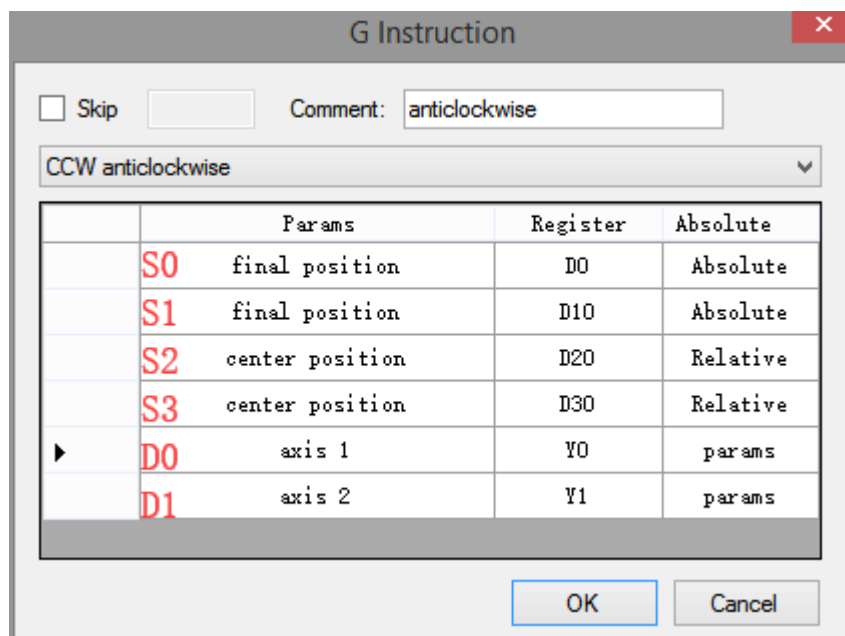 G Instruction
Skip Comment: anticlockwise
CCW anticlockwise
Params Register Absolute
S0 final position D0 Absolute
S1 final position D10 Absolute
S2 center position D20 Relative
S3 center position D30 Relative
D0 axis 1 Y0 params
D1 axis 2 Y1 params
OK Cancel